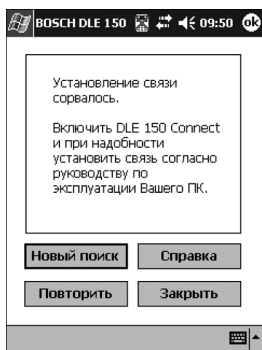 BOSCH DLE 150 09:50 ok
Установление связи
сорвалось.
Включить DLE 150 Connect
и при надобности
установить связь согласно
руководству по
эксплуатации Вашего ПК.
Новый поиск Справка
Повторить Закрыть